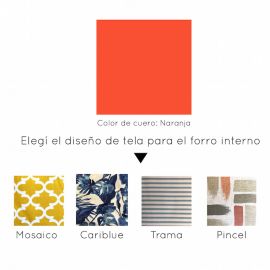 Color de cuero: Naranja
Elegí el diseño de tela para el forro interno
Mosaico Cariblue Trama Pincel